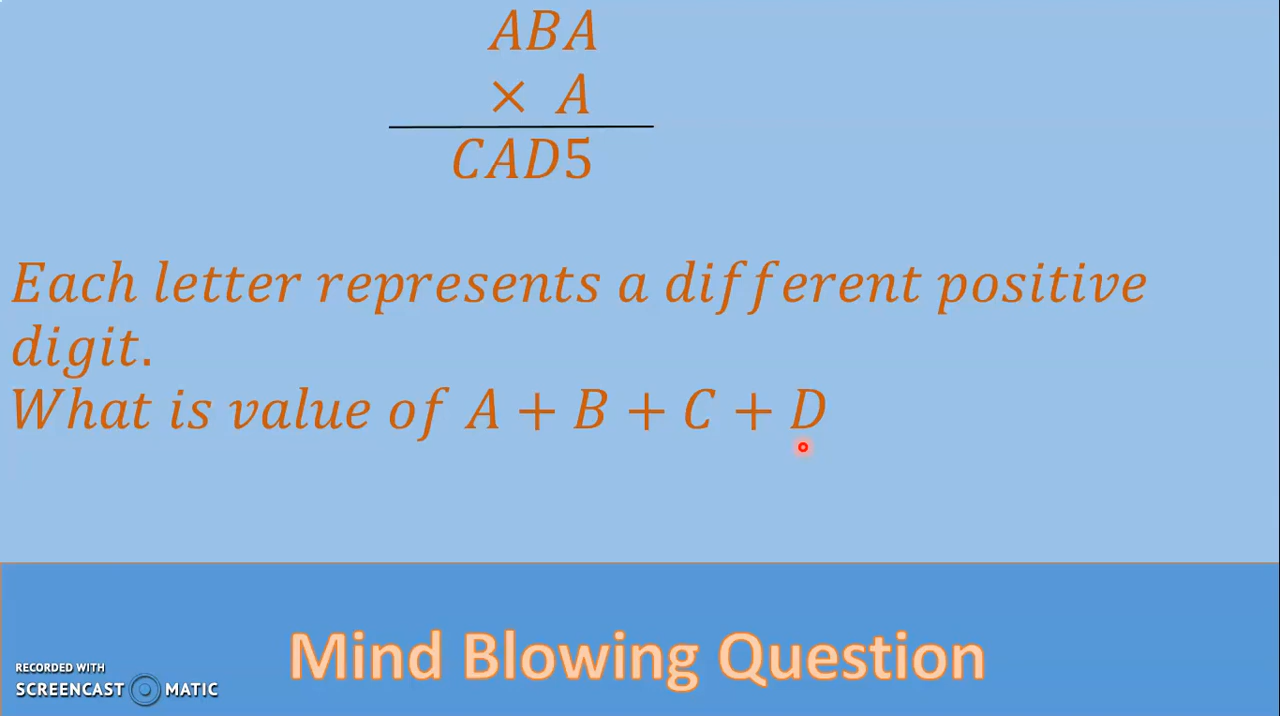 ABA
× A
CAD5
Each letter represents a different positive
digit.
What is value of A + B + C + D
Mind Blowing Question
RECORDED WITH
SCREENCAST MATIC